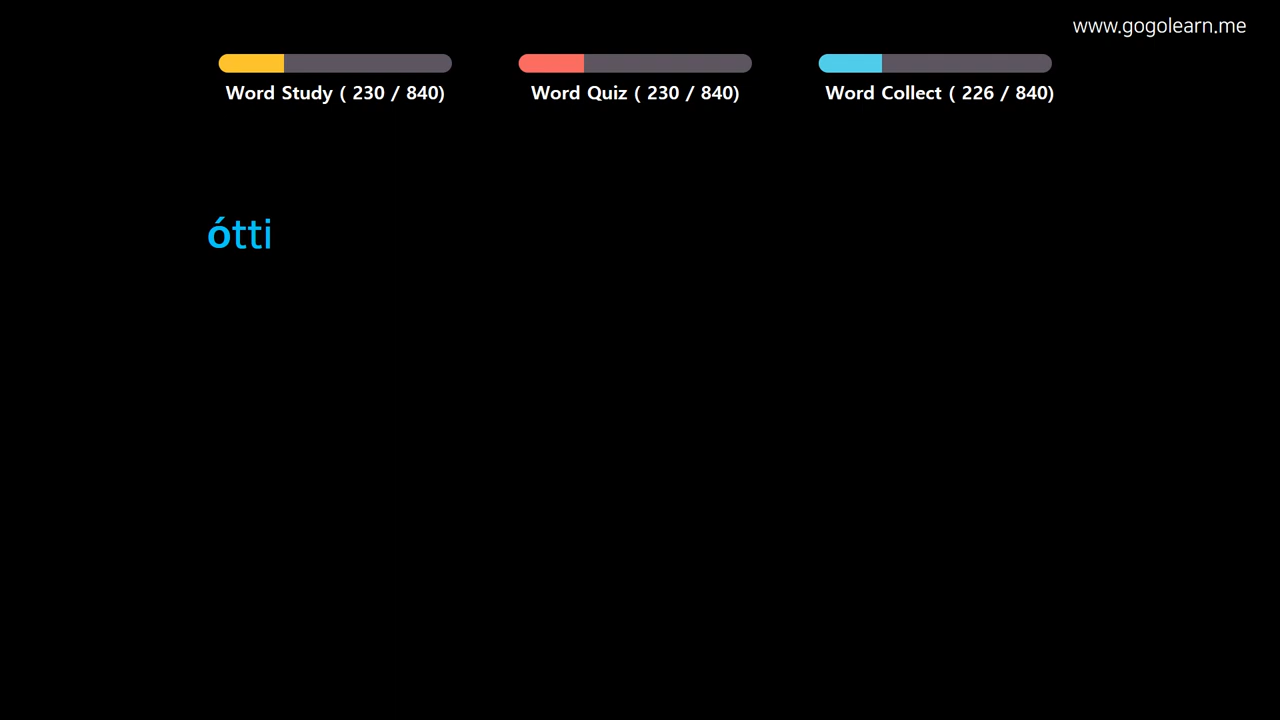 www.gogolearn.me
Word Study ( 230 / 840)
Word Quiz ( 230 / 840)
Word Collect ( 226 / 840)
ótti